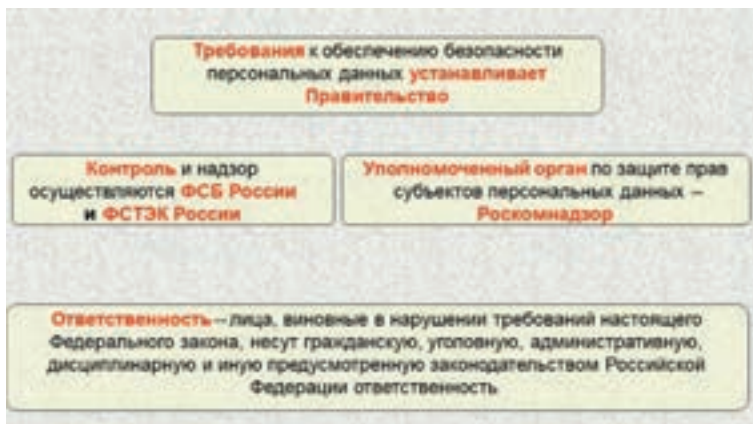 Требования к обеспечению безопасности
персональных данных устанавливает
Правительство
Контроль и надзор
осуществляются ФСБ России
и ФСТЭК России
Уполномоченный орган по защите прав
субъектов персональных данных –
Роскомнадзор
Ответственность – лица, виновные в нарушении требований настоящего
Федерального закона, несут гражданскую, уголовную, административную,
дисциплинарную и иную предусмотренную законодательством Российской
Федерации ответственность